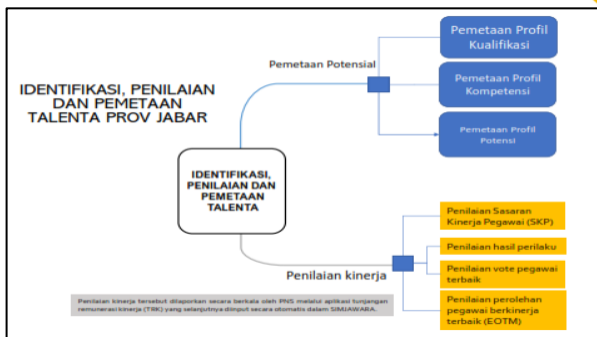 IDENTIFIKASI, PENILAIAN
DAN PEMETAAN
TALENTA PROV JABAR
Pemetaan Potensial
Pemetaan Profil
Kualifikasi
Pemetaan Profil
Kompetensi
Pemetaan Profil
Potensi
IDENTIFIKASI,
PENILAIAN DAN
PEMETAAN
TALENTA
Penilaian kinerja
Penilaian Sasaran
Kinerja Pegawai (SKP)
Penilaian hasil perilaku
Penilaian vote pegawai
terbaik
Penilaian perolehan
pegawai berkinerja
terbaik (EOTM)
Penilaian kinerja tersebut dilaporkan secara berkala oleh PNS melalui aplikasi tunjangan
remunerasi kinerja (TRK) yang selanjutnya diinput secara otomatis dalam SIMJAWARA.